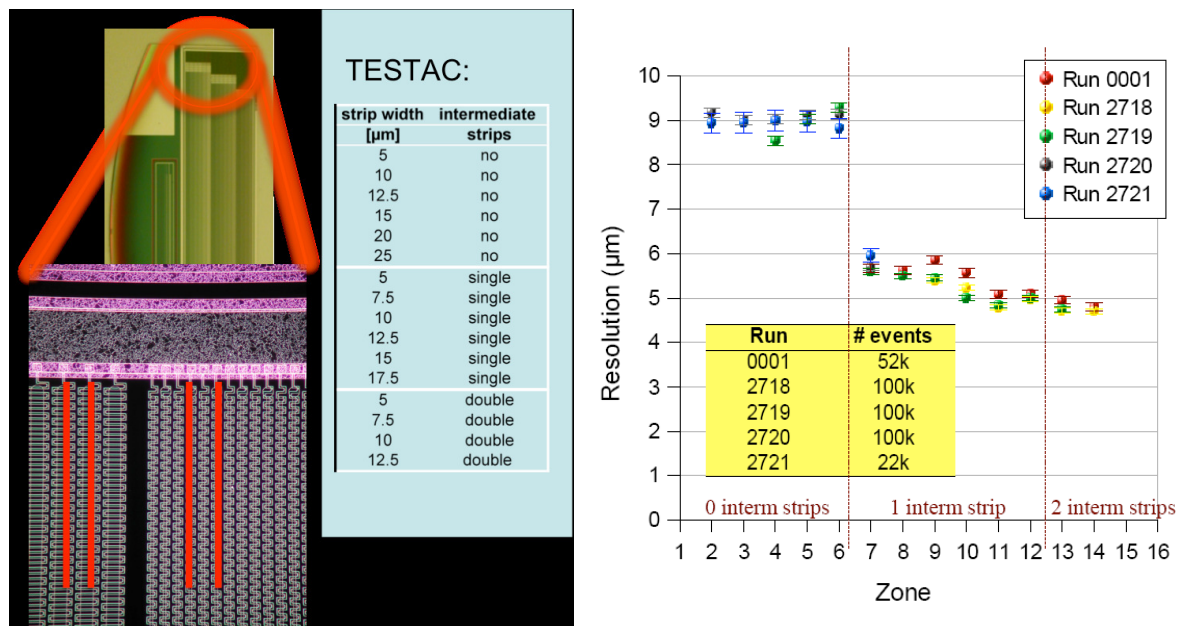 TESTAC:
strip width intermediate
[µm] strips
5 no
10 no
12.5 no
15 no
20 no
25 no
5 single
7.5 single
10 single
12.5 single
15 single
17.5 single
5 double
7.5 double
10 double
12.5 double
Resolution (µm)
10
9
8
7
6
5
4
3
2
1
0
Run 0001
Run 2718
Run 2719
Run 2720
Run 2721
Run # events
0001 52k
2718 100k
2719 100k
2720 100k
2721 22k
0 interm strips 1 interm strip 2 interm strips
1 2 3 4 5 6 7 8 9 10 11 12 13 14 15 16
Zone